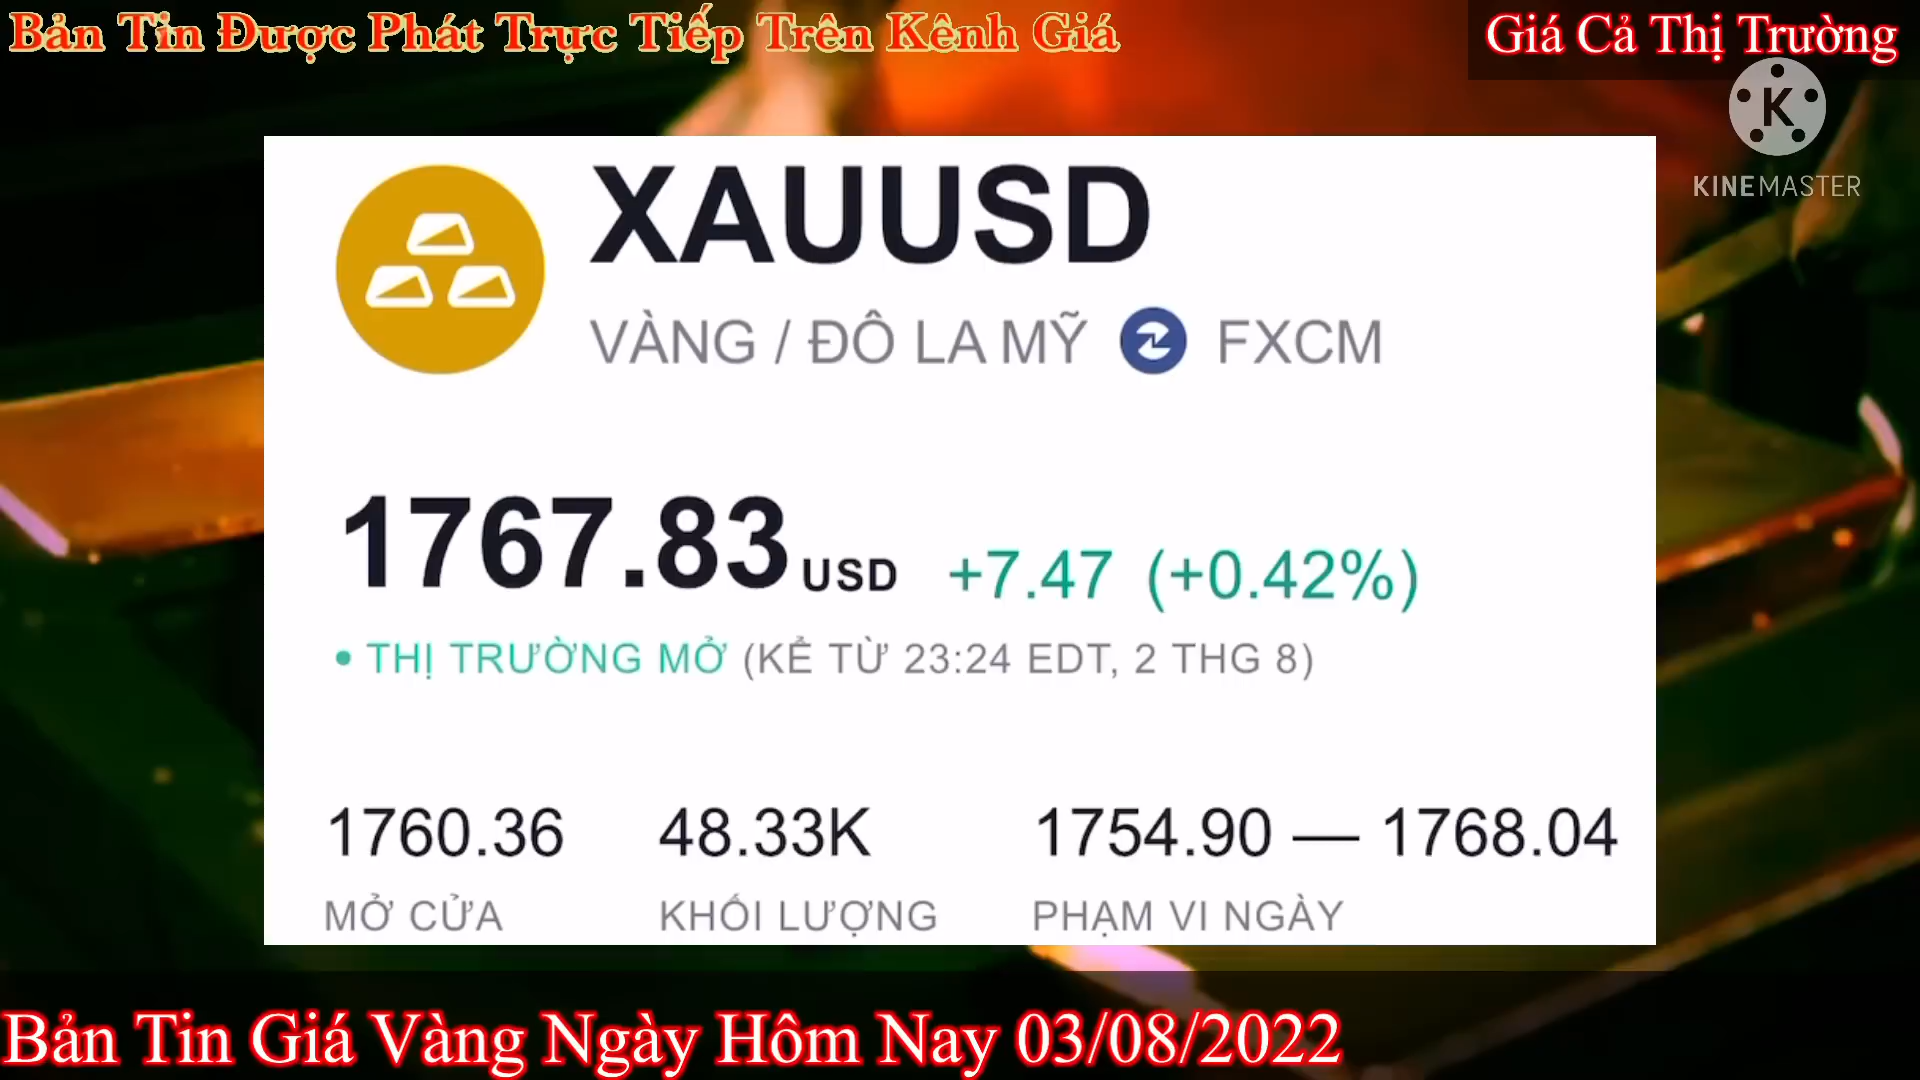 Bản Tin Được Phát Trực Tiếp Trên Kênh Giá
Giá Cả Thị Trường
K
KINEMASTER
XAUUSD
VÀNG / ĐÔ LA MỸ FXCM
1767.83 USD +7.47 (+0.42%)
• THỊ TRƯỜNG MỞ (KỂ TỪ 23:24 EDT, 2 THG 8)
1760.36 48.33K 1754.90 — 1768.04
MỞ CỬA KHỐI LƯỢNG PHẠM VI NGÀY
Bản Tin Giá Vàng Ngày Hôm Nay 03/08/2022